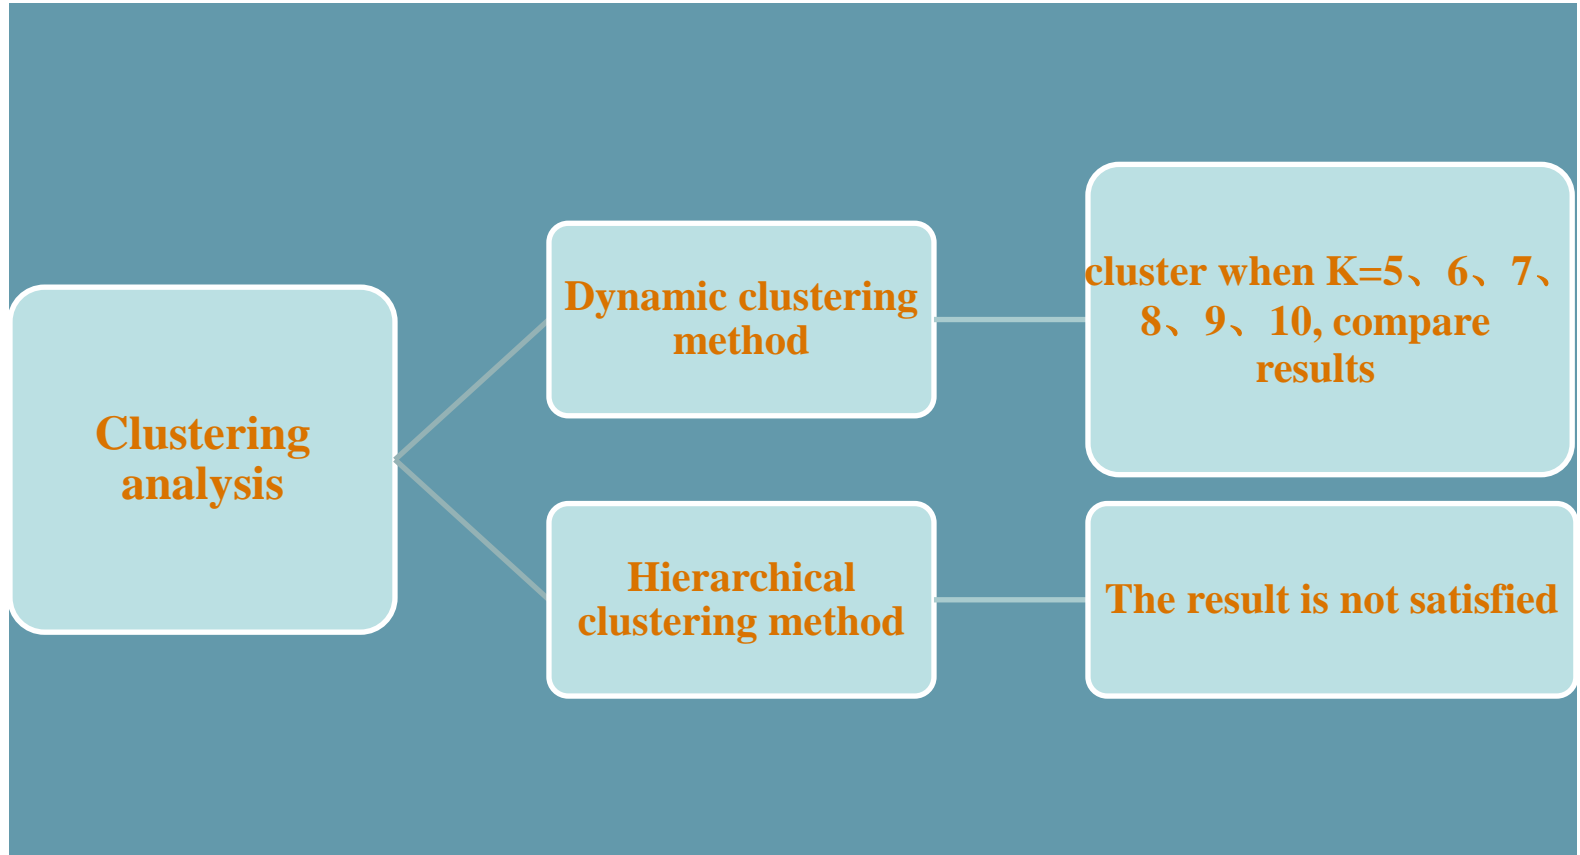 Clustering
analysis
Dynamic clustering
method
cluster when K=5、6、7、
8、9、10, compare
results
Hierarchical
clustering method
The result is not satisfied